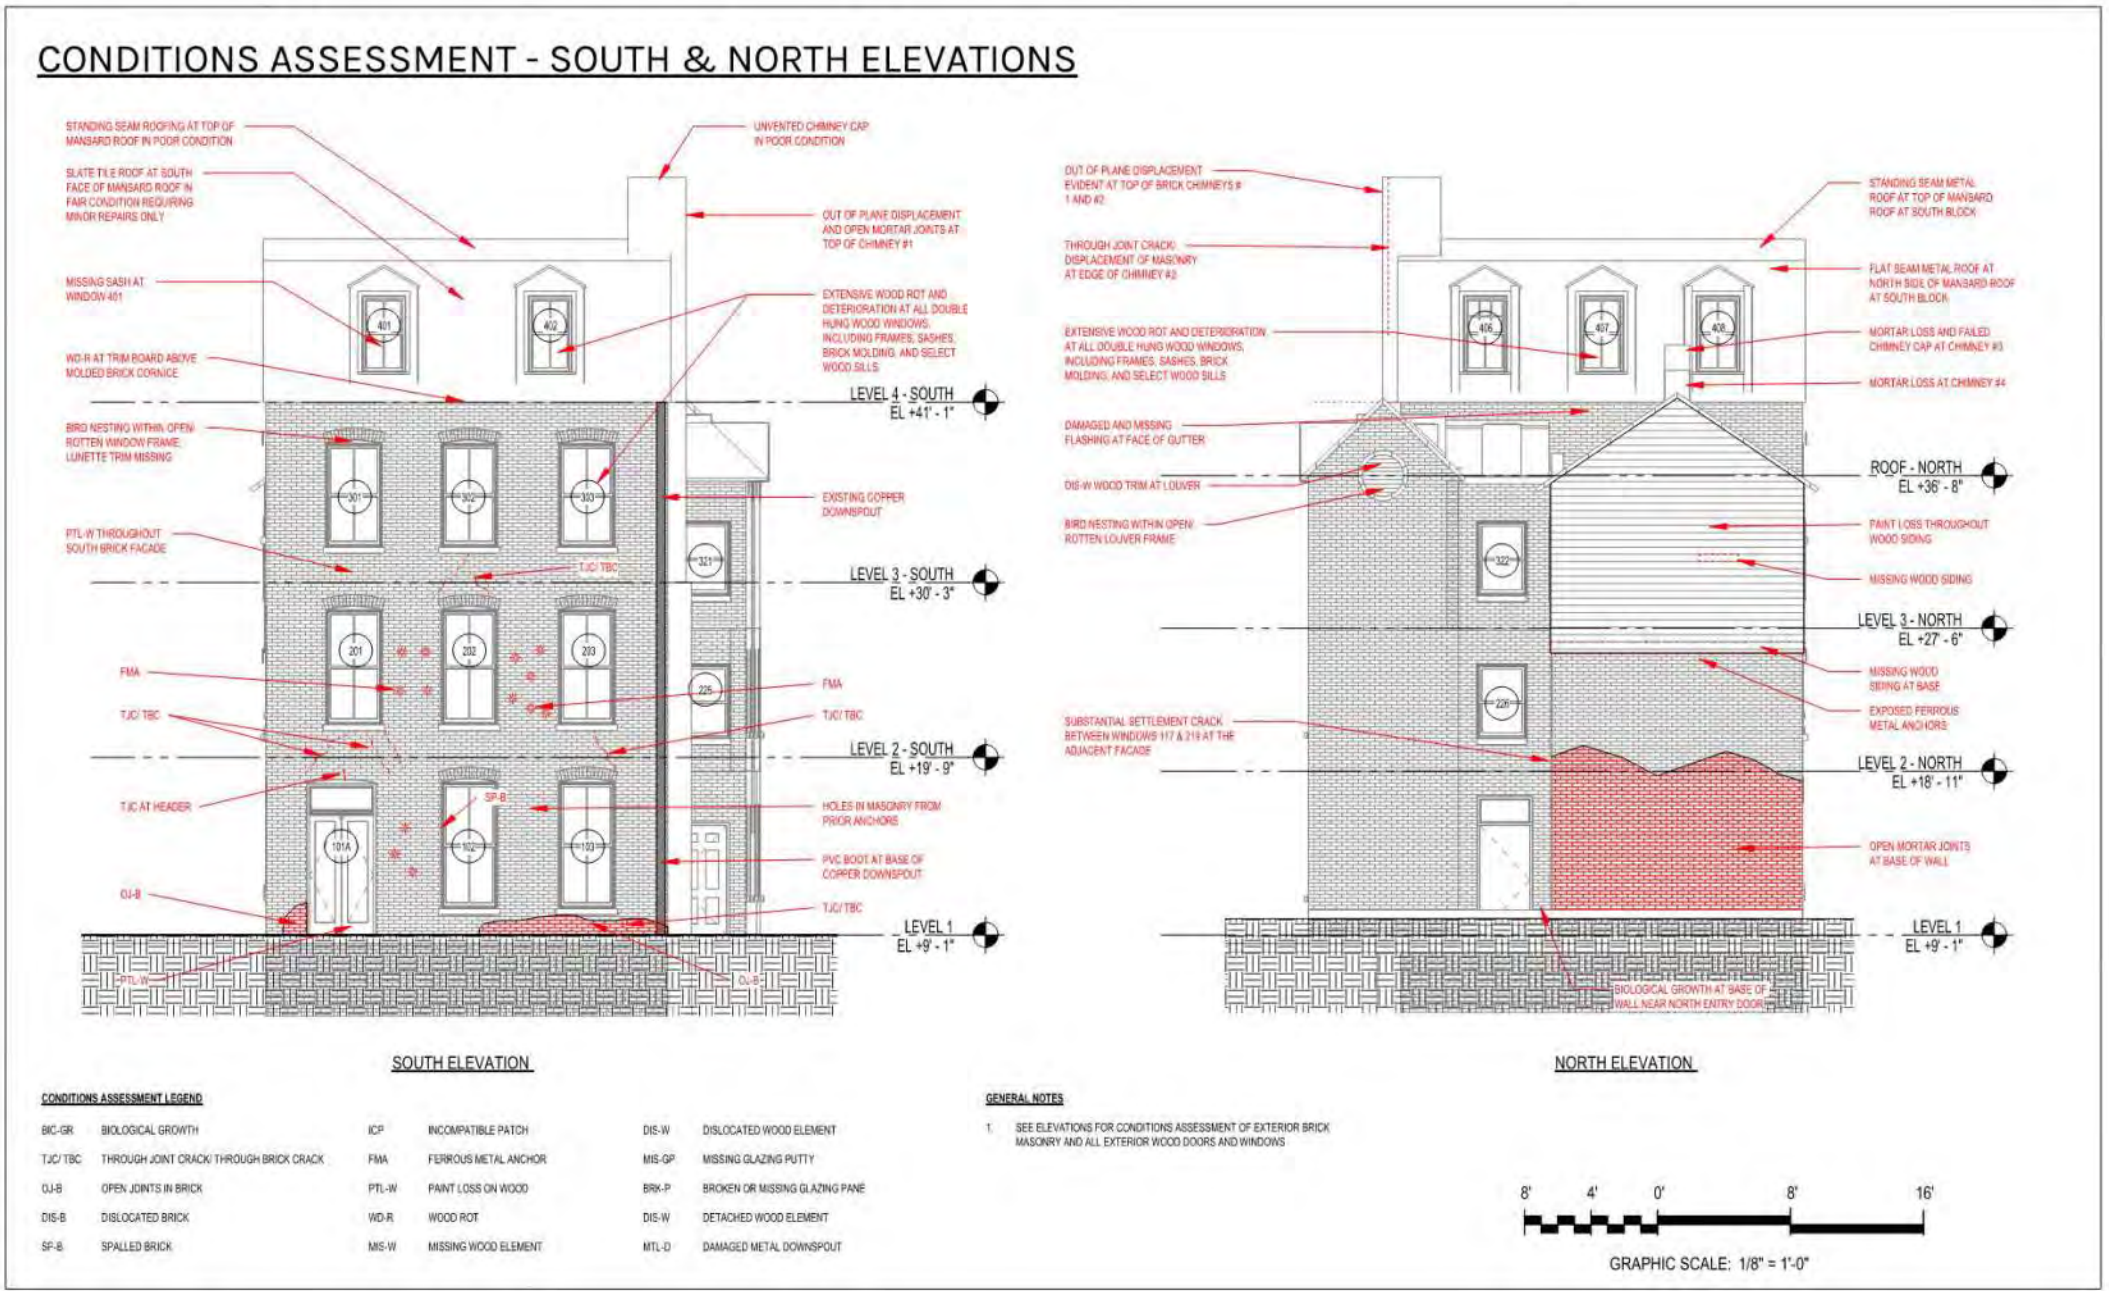 CONDITIONS ASSESSMENT - SOUTH & NORTH ELEVATIONS
STANDING SEAM ROOFING AT TOP OF
MANSARD ROOF IN POOR CONDITION
SLATE TILE ROOF AT SOUTH
FACE OF MANSARD ROOF IN
FAIR CONDITION REQUIRING
MINOR REPAIRS ONLY
MISSING SASH AT
WINDOW 401
WD-R AT TRIM BOARD ABOVE
MOLDED BRICK CORNICE
BIRD NESTING WITHIN OPEN/
ROTTEN WINDOW FRAME,
LUNETTE TRIM MISSING
PTL-W THROUGHOUT
SOUTH BRICK FACADE
FMA
TJC/ TBC
TJC AT HEADER
OJ-B
PTL-W
UNVENTED CHIMNEY CAP
IN POOR CONDITION
OUT OF PLANE DISPLACEMENT
AND OPEN MORTAR JOINTS AT
TOP OF CHIMNEY #1
EXTENSIVE WOOD ROT AND
DETERIORATION AT ALL DOUBLE
HUNG WOOD WINDOWS,
INCLUDING FRAMES, SASHES,
BRICK MOLDING, AND SELECT
WOOD SILLS
LEVEL 4 - SOUTH
EL +41' - 1"
EXISTING COPPER
DOWNSPOUT
TJC/ TBC
LEVEL 3 - SOUTH
EL +30' - 3"
FMA
TJC/ TBC
LEVEL 2 - SOUTH
EL +19' - 9"
SP-B
HOLES IN MASONRY FROM
PRIOR ANCHORS
PVC BOOT AT BASE OF
COPPER DOWNSPOUT
TJC/ TBC
LEVEL 1
EL +9' - 1"
OJ-B
401
402
301
302
303
321
201
202
203
225
101A
102
103
SOUTH ELEVATION
OUT OF PLANE DISPLACEMENT
EVIDENT AT TOP OF BRICK CHIMNEYS #
1 AND #2
THROUGH JOINT CRACK/
DISPLACEMENT OF MASONRY
AT EDGE OF CHIMNEY #2
EXTENSIVE WOOD ROT AND DETERIORATION
AT ALL DOUBLE HUNG WOOD WINDOWS,
INCLUDING FRAMES, SASHES, BRICK
MOLDING, AND SELECT WOOD SILLS
DAMAGED AND MISSING
FLASHING AT FACE OF GUTTER
DIS-W WOOD TRIM AT LOUVER
BIRD NESTING WITHIN OPEN/
ROTTEN LOUVER FRAME
SUBSTANTIAL SETTLEMENT CRACK
BETWEEN WINDOWS 117 & 219 AT THE
ADJACENT FACADE
406
407
408
322
226
STANDING SEAM METAL
ROOF AT TOP OF MANSARD
ROOF AT SOUTH BLOCK
FLAT SEAM METAL ROOF AT
NORTH SIDE OF MANSARD ROOF
AT SOUTH BLOCK
MORTAR LOSS AND FAILED
CHIMNEY CAP AT CHIMNEY #3
MORTAR LOSS AT CHIMNEY #4
ROOF - NORTH
EL +36' - 8"
PAINT LOSS THROUGHOUT
WOOD SIDING
MISSING WOOD SIDING
LEVEL 3 - NORTH
EL +27' - 6"
MISSING WOOD
SIDING AT BASE
EXPOSED FERROUS
METAL ANCHORS
LEVEL 2 - NORTH
EL +18' - 11"
OPEN MORTAR JOINTS
AT BASE OF WALL
LEVEL 1
EL +9' - 1"
BIOLOGICAL GROWTH AT BASE OF
WALL NEAR NORTH ENTRY DOOR
NORTH ELEVATION
CONDITIONS ASSESSMENT LEGEND
BIC-GR BIOLOGICAL GROWTH
TJC/ TBC THROUGH JOINT CRACK/ THROUGH BRICK CRACK
OJ-B OPEN JOINTS IN BRICK
DIS-B DISLOCATED BRICK
SP-B SPALLED BRICK
ICP INCOMPATIBLE PATCH
FMA FERROUS METAL ANCHOR
PTL-W PAINT LOSS ON WOOD
WD-R WOOD ROT
MIS-W MISSING WOOD ELEMENT
DIS-W DISLOCATED WOOD ELEMENT
MIS-GP MISSING GLAZING PUTTY
BRK-P BROKEN OR MISSING GLAZING PANE
DIS-W DETACHED WOOD ELEMENT
MTL-D DAMAGED METAL DOWNSPOUT
GENERAL NOTES
1. SEE ELEVATIONS FOR CONDITIONS ASSESSMENT OF EXTERIOR BRICK
MASONRY AND ALL EXTERIOR WOOD DOORS AND WINDOWS
8' 4' 0' 8' 16'
GRAPHIC SCALE: 1/8" = 1'-0"